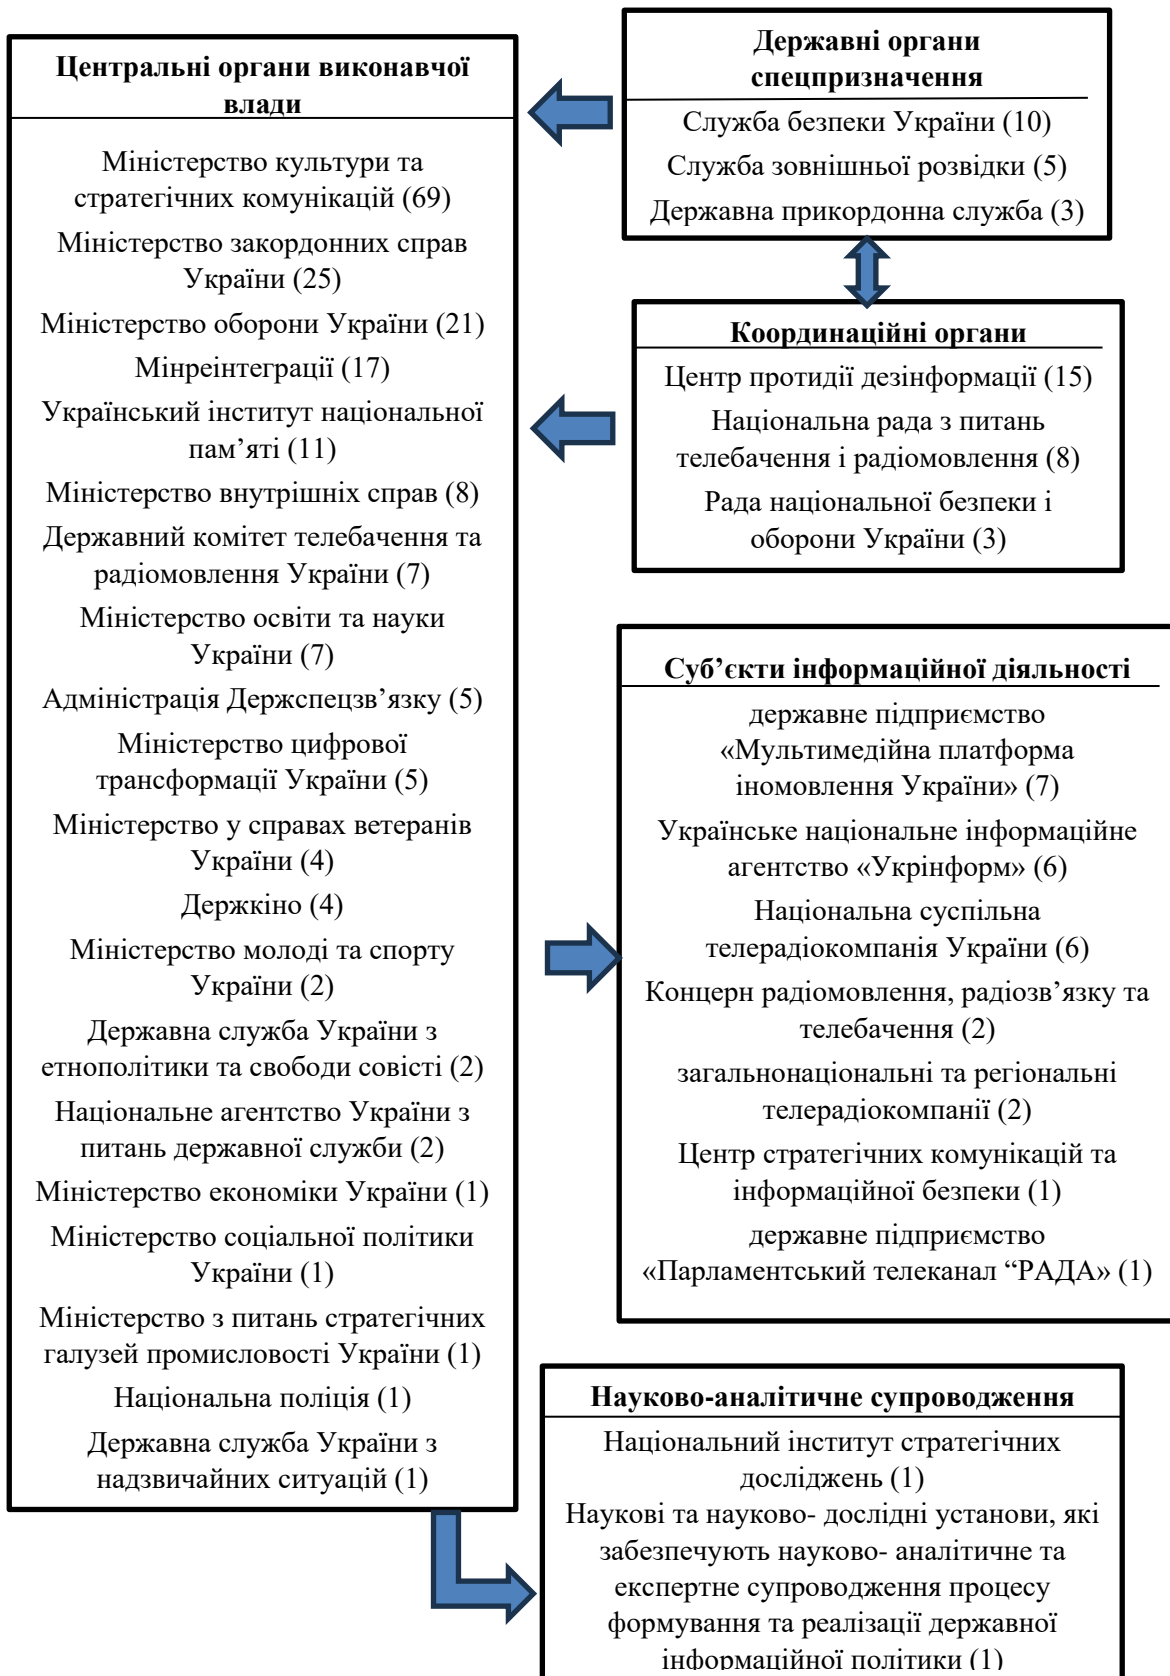 Центральні органи виконавчої
влади
Міністерство культури та
стратегічних комунікацій (69)
Міністерство закордонних справ
України (25)
Міністерство оборони України (21)
Мінреінтеграції (17)
Український інститут національної
пам’яті (11)
Міністерство внутрішніх справ (8)
Державний комітет телебачення та
радіомовлення України (7)
Міністерство освіти та науки
України (7)
Адміністрація Держспецзв’язку (5)
Міністерство цифрової
трансформації України (5)
Міністерство у справах ветеранів
України (4)
Держкіно (4)
Міністерство молоді та спорту
України (2)
Державна служба України з
етнополітики та свободи совісті (2)
Національне агентство України з
питань державної служби (2)
Міністерство економіки України (1)
Міністерство соціальної політики
України (1)
Міністерство з питань стратегічних
галузей промисловості України (1)
Національна поліція (1)
Державна служба України з
надзвичайних ситуацій (1)
Державні органи
спецпризначення
Служба безпеки України (10)
Служба зовнішньої розвідки (5)
Державна прикордонна служба (3)
Координаційні органи
Центр протидії дезінформації (15)
Національна рада з питань
телебачення і радіомовлення (8)
Рада національної безпеки і
оборони України (3)
Суб’єкти інформаційної діяльності
державне підприємство
«Мультимедійна платформа
іномовлення України» (7)
Українське національне інформаційне
агентство «Укрінформ» (6)
Національна суспільна
телерадіокомпанія України (6)
Концерн радіомовлення, радіозв’язку та
телебачення (2)
загальнонаціональні та регіональні
телерадіокомпанії (2)
Центр стратегічних комунікацій та
інформаційної безпеки (1)
державне підприємство
«Парламентський телеканал “РАДА» (1)
Науково-аналітичне супроводження
Національний інститут стратегічних
досліджень (1)
Наукові та науково- дослідні установи, які
забезпечують науково- аналітичне та
експертне супроводження процесу
формування та реалізації державної
інформаційної політики (1)